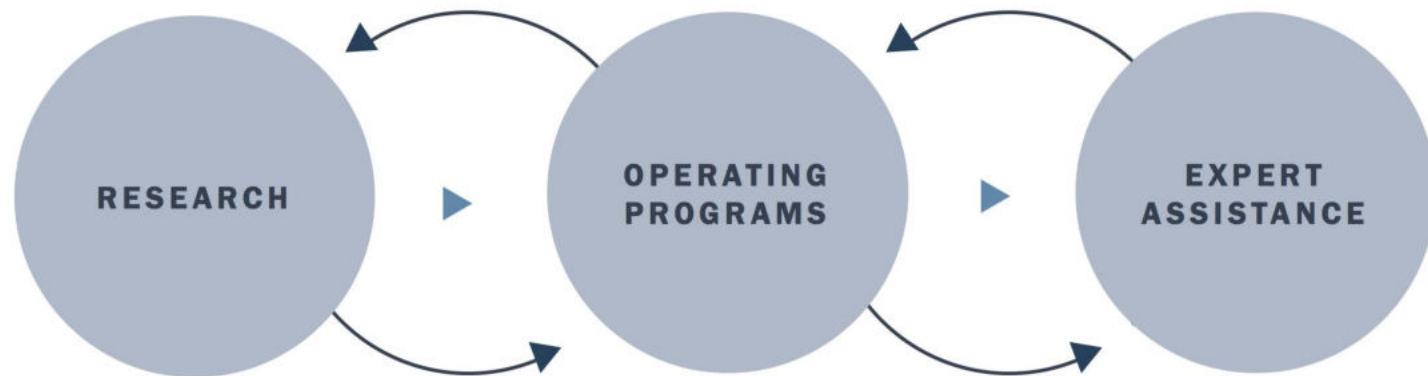 RESEARCH
OPERATING
PROGRAMS
EXPERT
ASSISTANCE